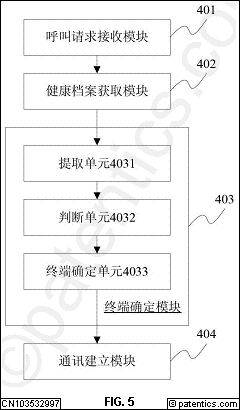 呼叫请求接收模块
401
健康档案获取模块
402
提取单元4031
判断单元4032
403
终端确定单元4033
终端确定模块
404
通讯建立模块
CN103532997
FIG. 5
© patentics.com
© patentics.com